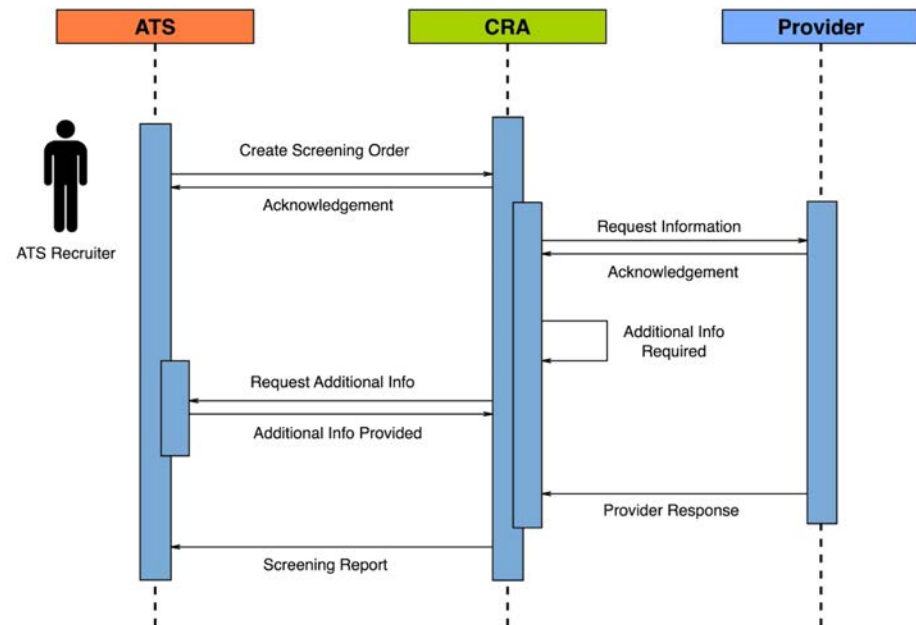 ATS
CRA
Provider
Create Screening Order
Acknowledgement
ATS Recruiter
Request Information
Acknowledgement
Additional Info
Required
Request Additional Info
Additional Info Provided
Provider Response
Screening Report